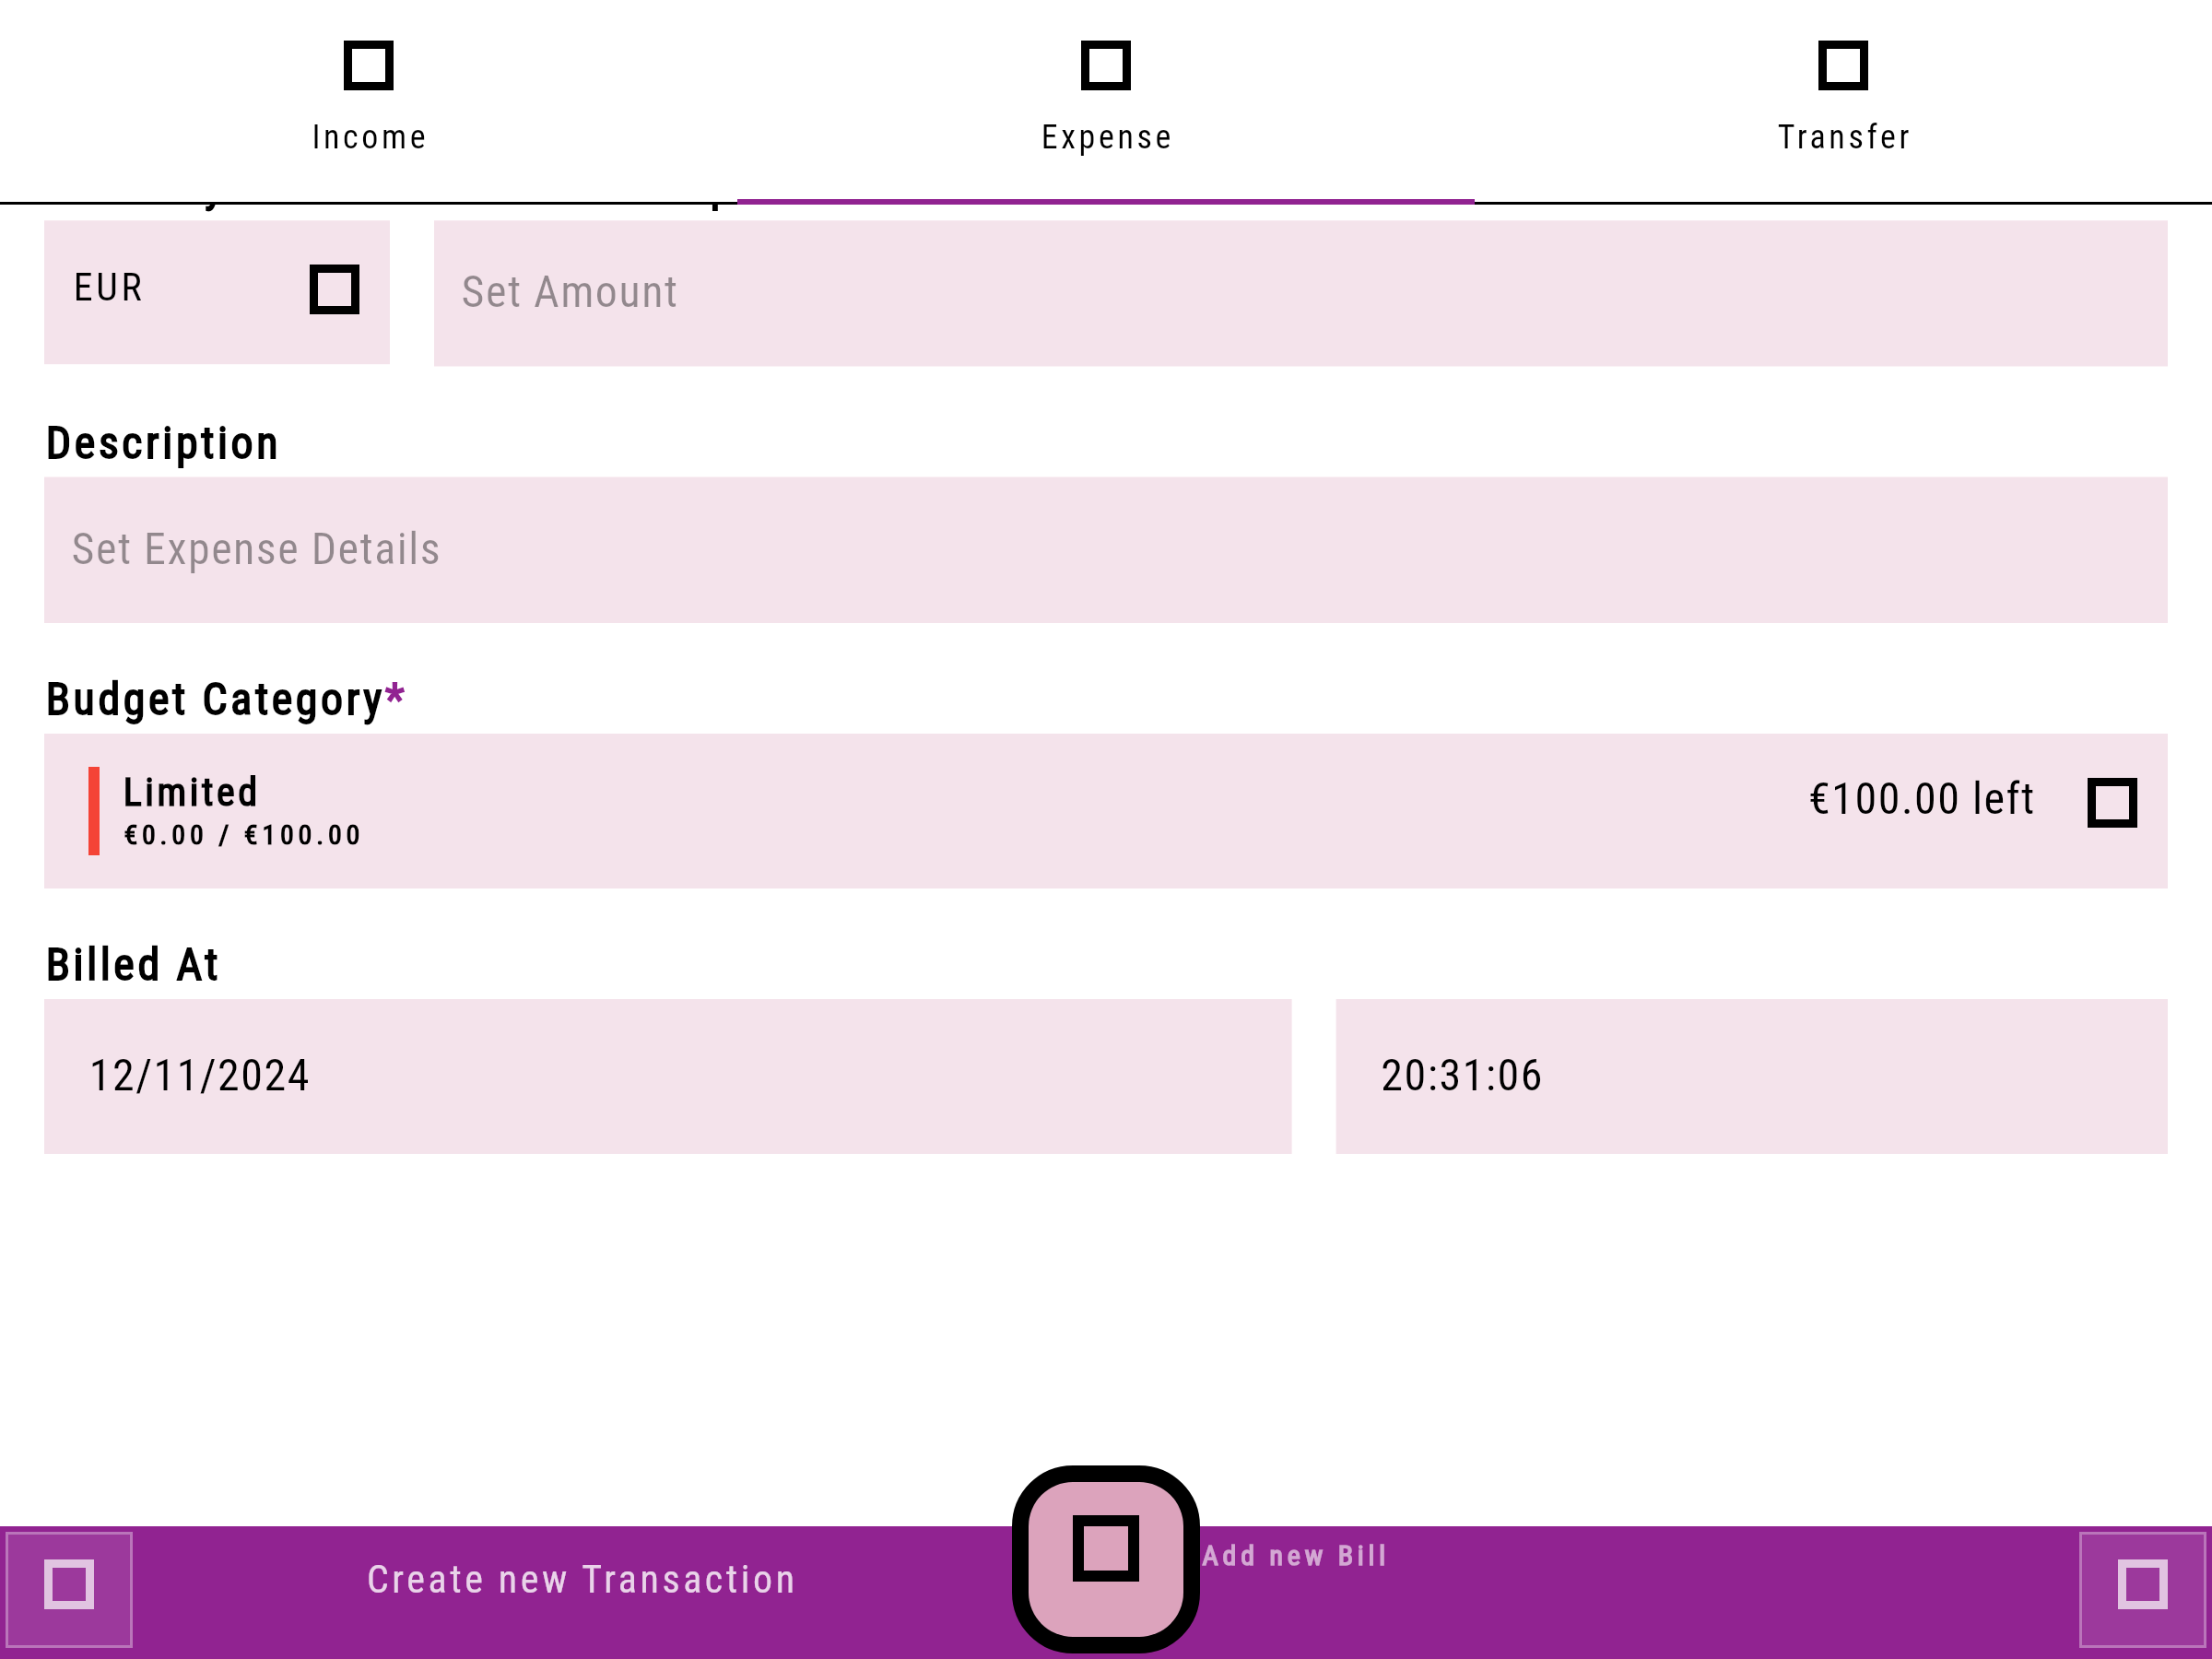 Income
Expense
Transfer
EUR
Set Amount
Description
Set Expense Details
Budget Category*
Limited
€0.00 / €100.00
€100.00 left
Billed At
12/11/2024
20:31:06
Create new Transaction
Add new Bill